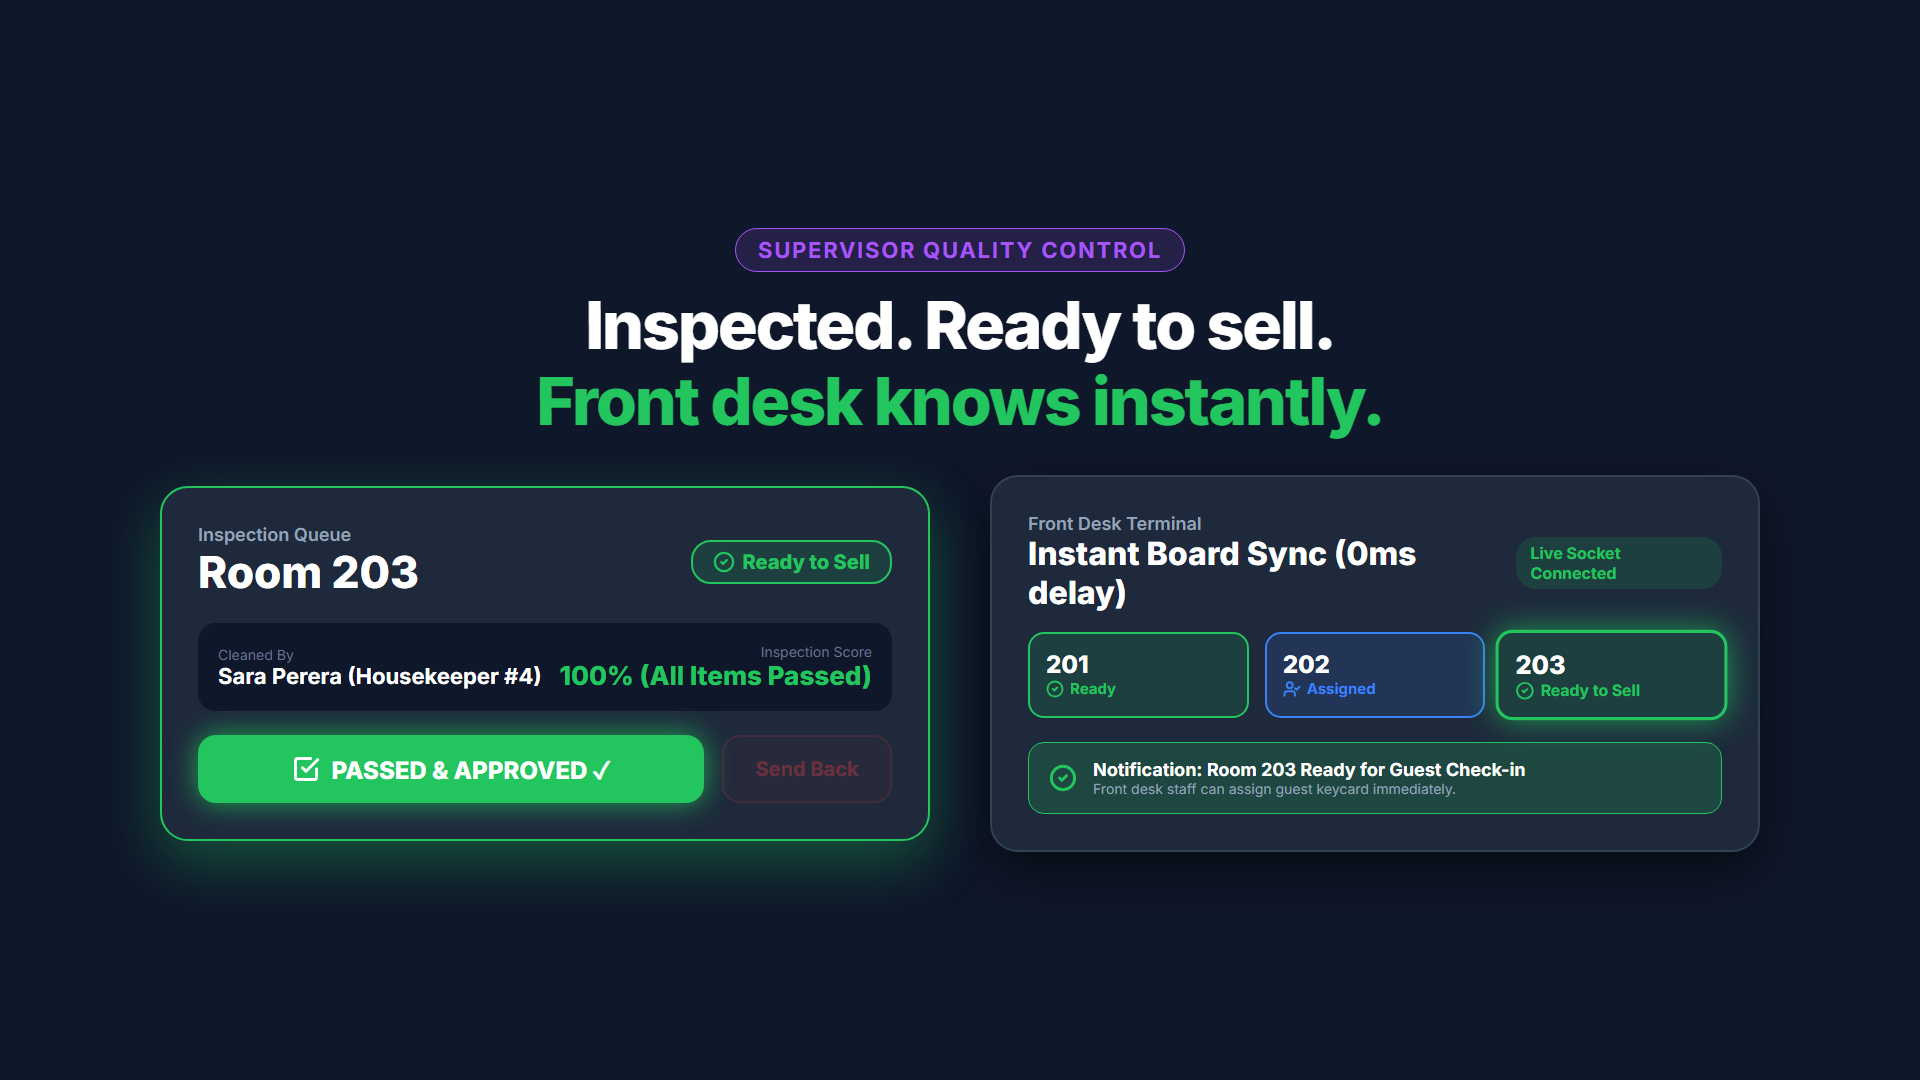 SUPERVISOR QUALITY CONTROL
Inspected. Ready to sell.
Front desk knows instantly.
Inspection Queue
Room 203
Ready to Sell
Cleaned By
Sara Perera (Housekeeper #4)
Inspection Score
100% (All Items Passed)
PASSED & APPROVED ✓
Send Back
Front Desk Terminal
Instant Board Sync (0ms
delay)
Live Socket
Connected
201
Ready
202
Assigned
203
Ready to Sell
Notification: Room 203 Ready for Guest Check-in
Front desk staff can assign guest keycard immediately.